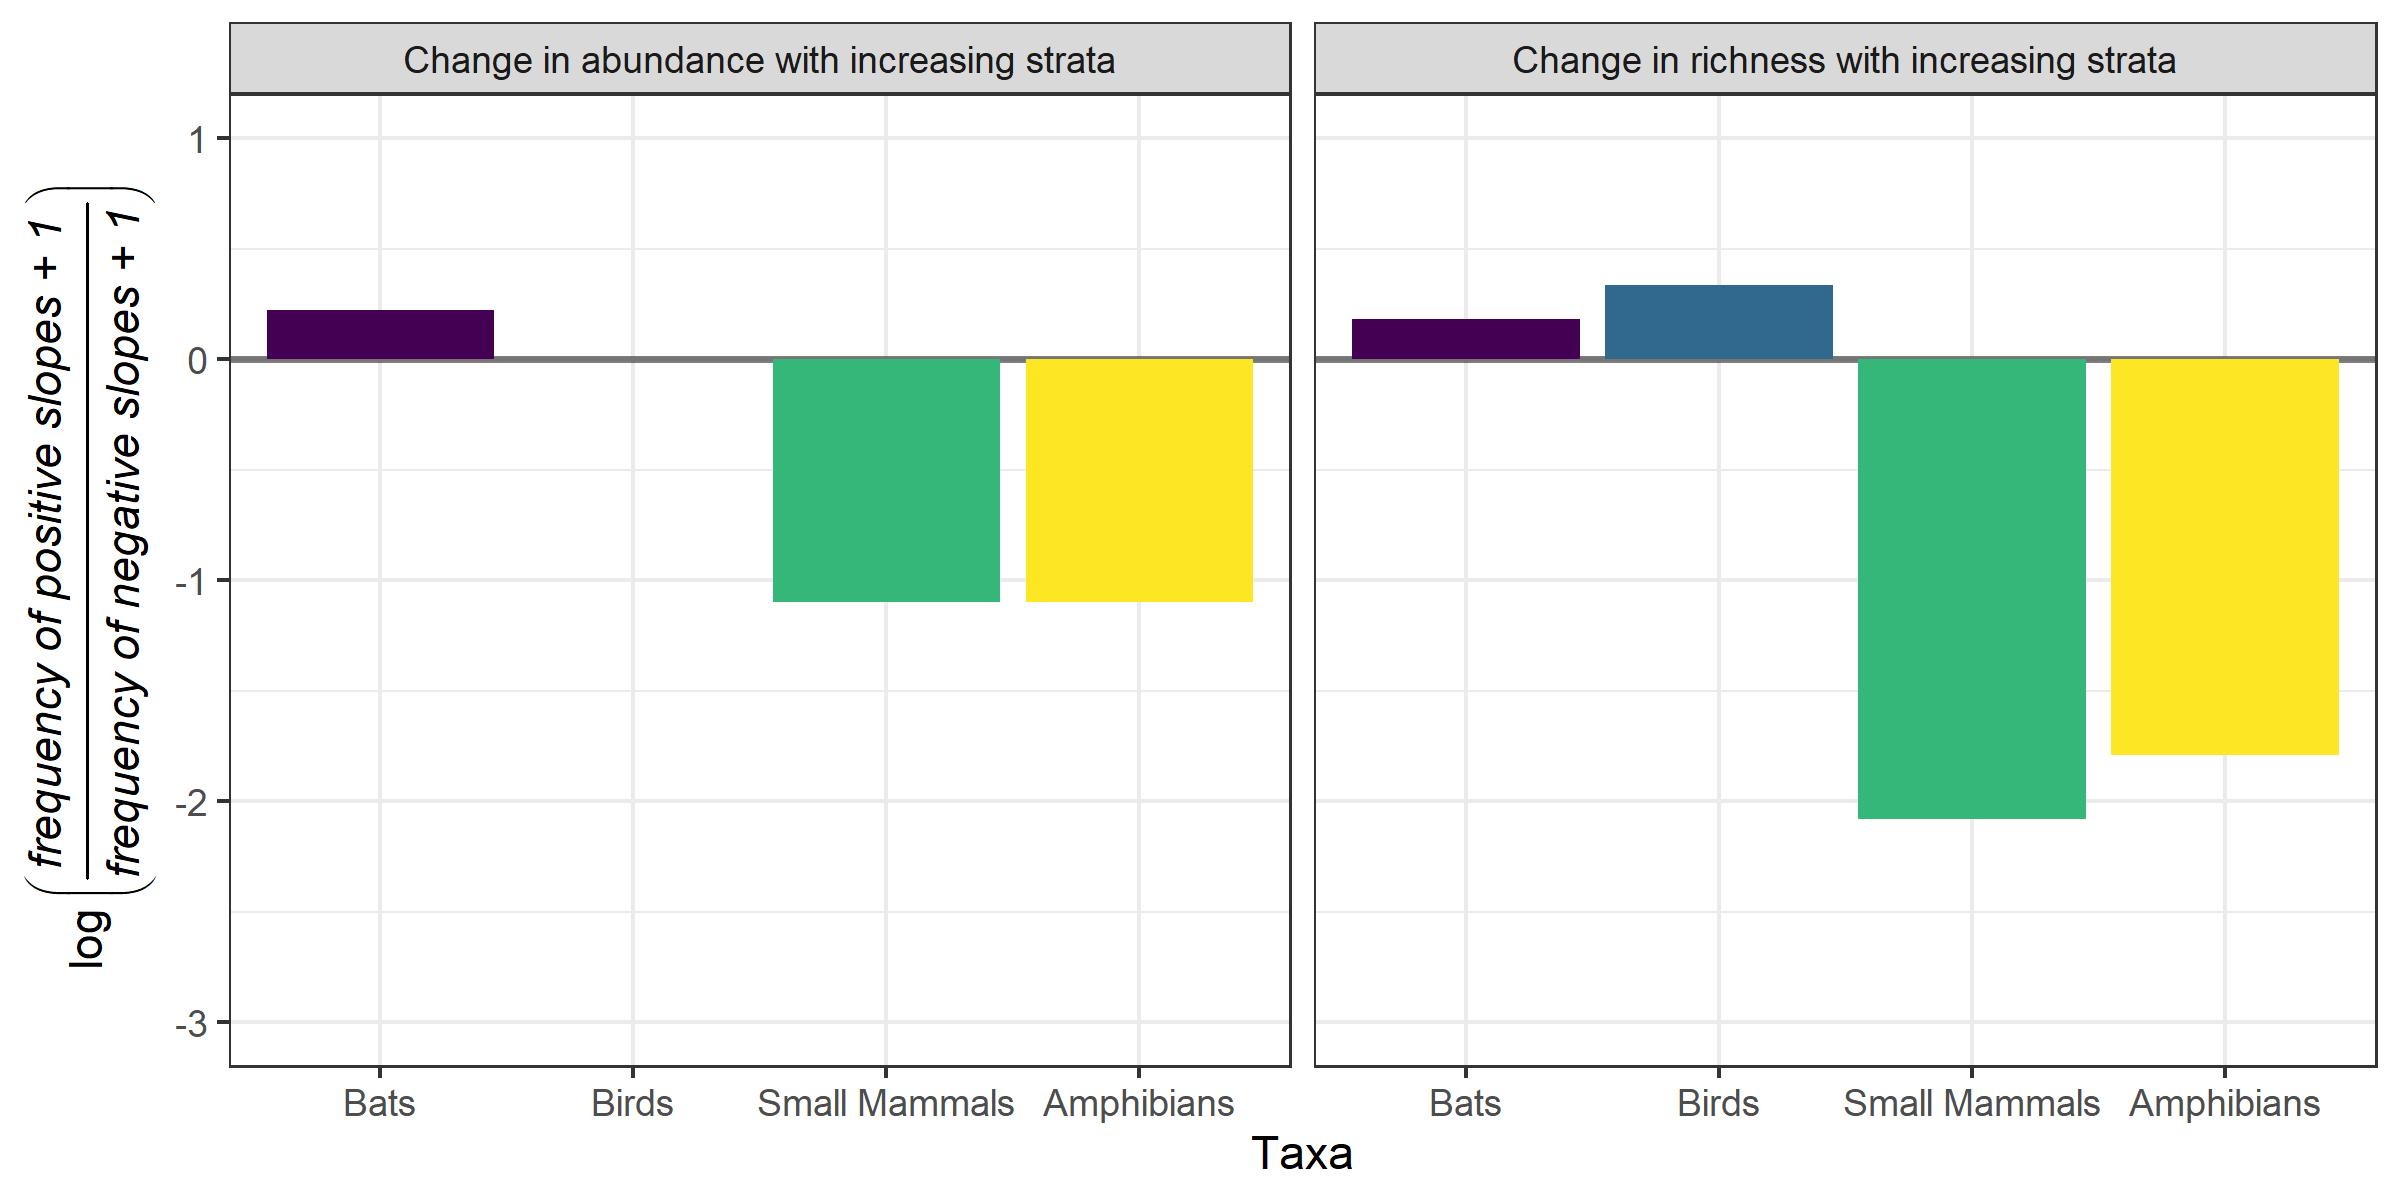 Change in abundance with increasing strata
Change in richness with increasing strata
log
frequency of positive slopes + 1
frequency of negative slopes + 1
1
0
-1
-2
-3
Bats Birds Small Mammals Amphibians
Bats Birds Small Mammals Amphibians
Taxa